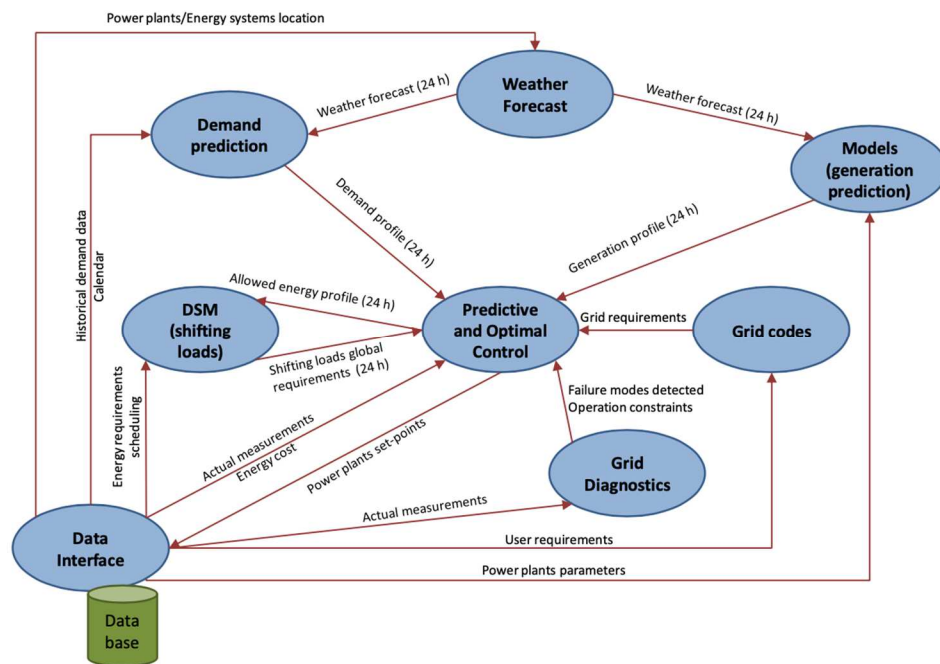 Power plants/Energy systems location
Weather
Forecast
Weather forecast (24 h)
Weather forecast (24 h)
Demand
prediction
Models
(generation
prediction)
Demand profile (24 h)
Generation profile (24 h)
Historical demand data
Calendar
Allowed energy profile (24 h)
DSM
(shifting
loads)
Predictive
and Optimal
Control
Grid requirements
Grid codes
Shifting loads global
requirements (24 h)
Energy requirements
scheduling
Failure modes detected
Operation constraints
Actual measurements
Energy cost
Power plants set-points
Grid
Diagnostics
Actual measurements
Data
Interface
User requirements
Power plants parameters
Data
base